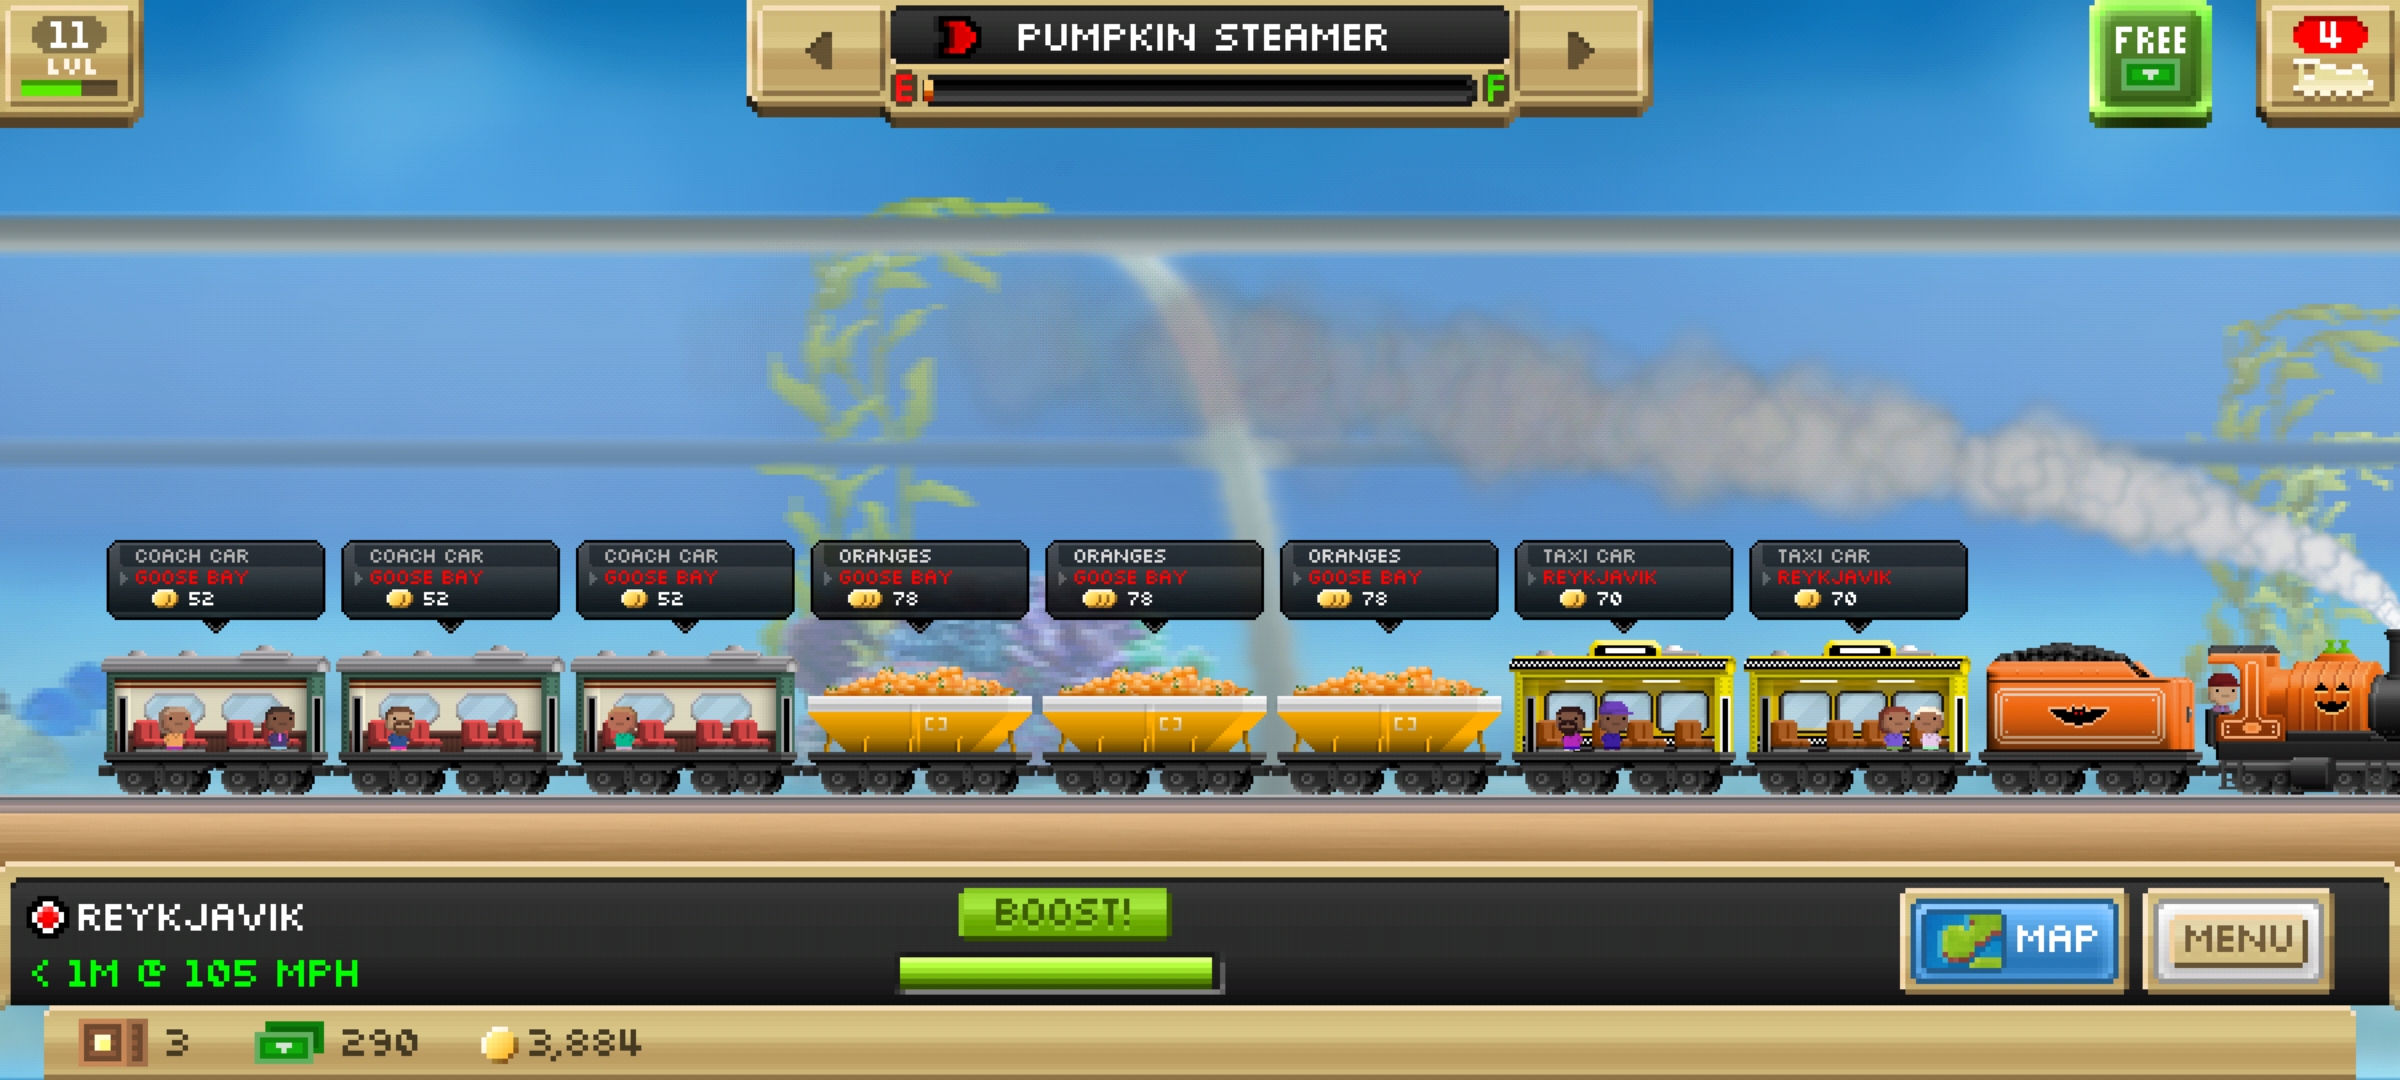 11
LVL
PUMPKIN STEAMER
E F
FREE
4
COACH CAR
GOOSE BAY
52
COACH CAR
GOOSE BAY
52
COACH CAR
GOOSE BAY
52
ORANGES
GOOSE BAY
78
ORANGES
GOOSE BAY
78
ORANGES
GOOSE BAY
78
TAXI CAR
REYKJAVIK
70
TAXI CAR
REYKJAVIK
70
REYKJAVIK
< 1M @ 105 MPH
BOOST!
MAP
MENU
3 290 3,884